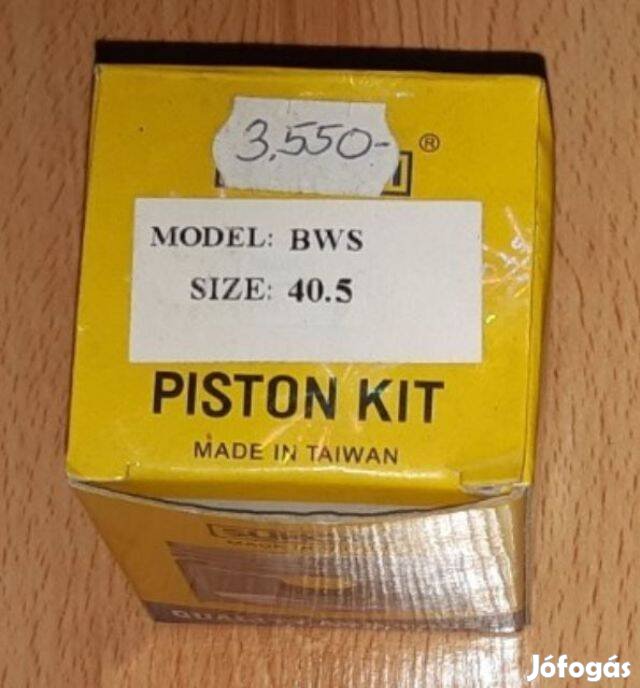 3.550-
®
MODEL: BWS
SIZE: 40.5
PISTON KIT
MADE IN TAIWAN
Jófogás